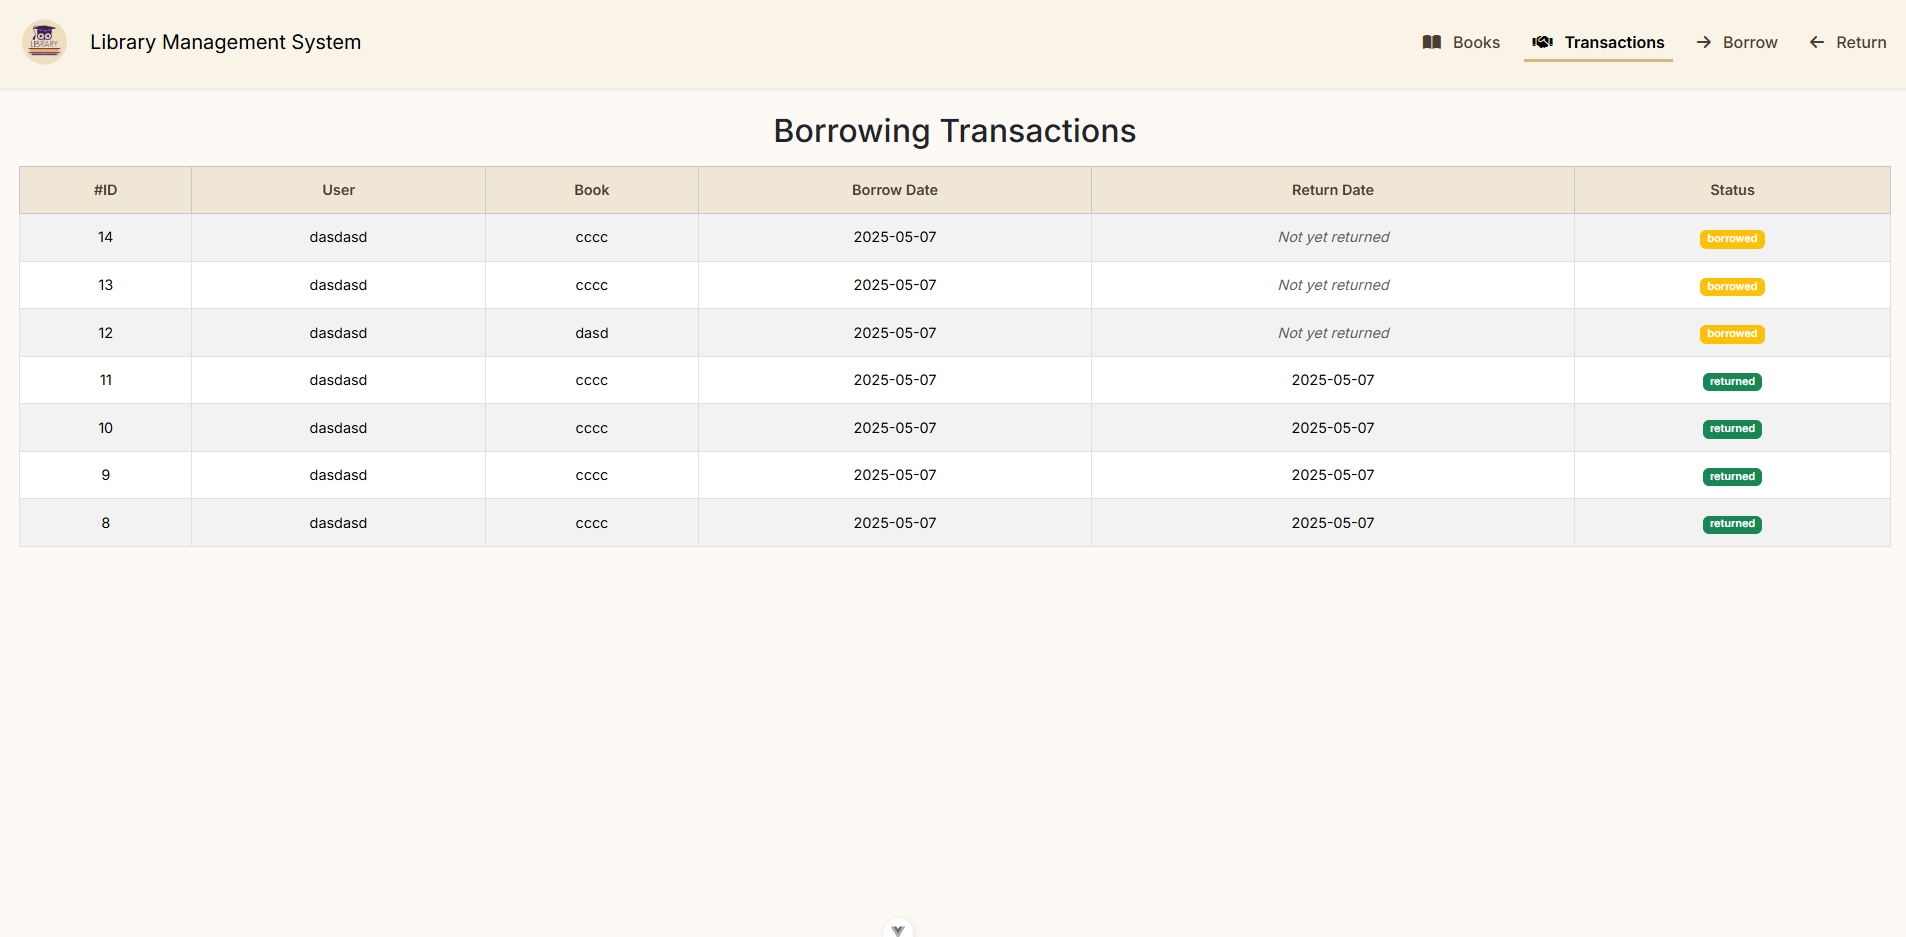 LIBRARY
Library Management System
Books Transactions Borrow Return
Borrowing Transactions
#ID User Book Borrow Date Return Date Status
14 dasdasd cccc 2025-05-07 Not yet returned borrowed
13 dasdasd cccc 2025-05-07 Not yet returned borrowed
12 dasdasd dasd 2025-05-07 Not yet returned borrowed
11 dasdasd cccc 2025-05-07 2025-05-07 returned
10 dasdasd cccc 2025-05-07 2025-05-07 returned
9 dasdasd cccc 2025-05-07 2025-05-07 returned
8 dasdasd cccc 2025-05-07 2025-05-07 returned